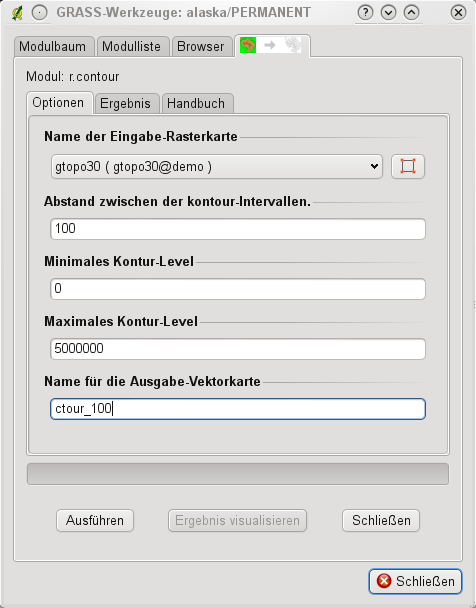 GRASS-Werkzeuge: alaska/PERMANENT
Modulbaum Modulliste Browser
Modul: r.contour
Optionen Ergebnis Handbuch
Name der Eingabe-Rasterkarte
gtopo30 ( gtopo30@demo )
Abstand zwischen der kontour-Intervallen.
100
Minimales Kontur-Level
0
Maximales Kontur-Level
5000000
Name für die Ausgabe-Vektorkarte
ctour_100
Ausführen Ergebnis visualisieren Schließen
Schließen